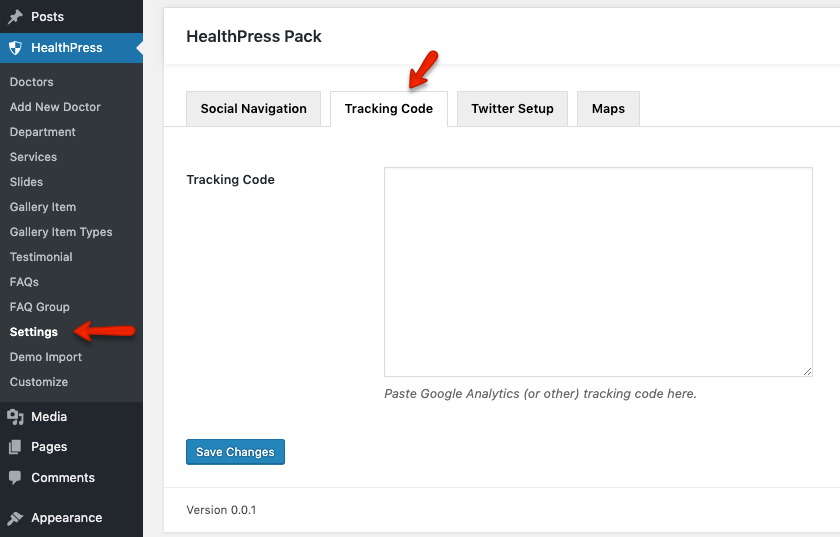 Posts
HealthPress
Doctors
Add New Doctor
Department
Services
Slides
Gallery Item
Gallery Item Types
Testimonial
FAQs
FAQ Group
Settings
Demo Import
Customize
Media
Pages
Comments
Appearance
HealthPress Pack
Social Navigation
Tracking Code
Twitter Setup
Maps
Tracking Code
Paste Google Analytics (or other) tracking code here.
Save Changes
Version 0.0.1